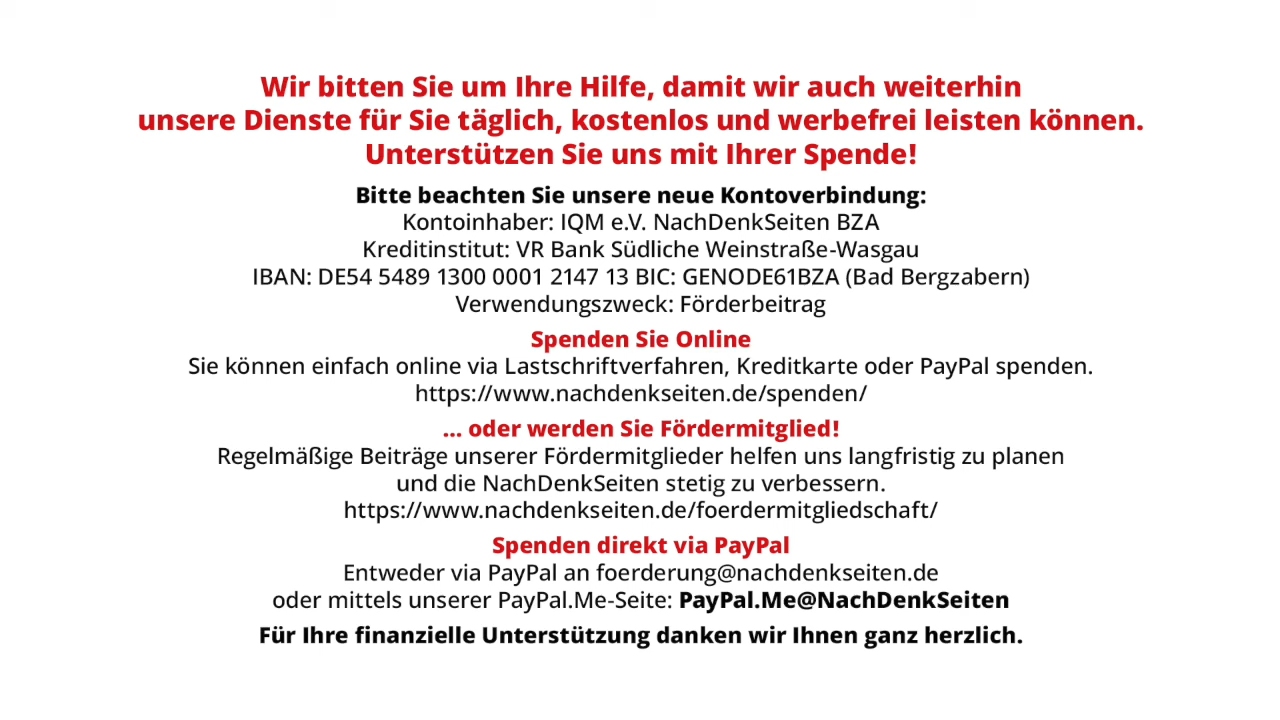 Wir bitten Sie um Ihre Hilfe, damit wir auch weiterhin
unsere Dienste für Sie täglich, kostenlos und werbefrei leisten können.
Unterstützen Sie uns mit Ihrer Spende!
Bitte beachten Sie unsere neue Kontoverbindung:
Kontoinhaber: IQM e.V. NachDenkSeiten BZA
Kreditinstitut: VR Bank Südliche Weinstraße-Wasgau
IBAN: DE54 5489 1300 0001 2147 13 BIC: GENODE61BZA (Bad Bergzabern)
Verwendungszweck: Förderbeitrag
Spenden Sie Online
Sie können einfach online via Lastschriftverfahren, Kreditkarte oder PayPal spenden.
https://www.nachdenkseiten.de/spenden/
... oder werden Sie Fördermitglied!
Regelmäßige Beiträge unserer Fördermitglieder helfen uns langfristig zu planen
und die NachDenkSeiten stetig zu verbessern.
https://www.nachdenkseiten.de/foerdermitgliedschaft/
Spenden direkt via PayPal
Entweder via PayPal an foerderung@nachdenkseiten.de
oder mittels unserer PayPal.Me-Seite: PayPal.Me@NachDenkSeiten
Für Ihre finanzielle Unterstützung danken wir Ihnen ganz herzlich.